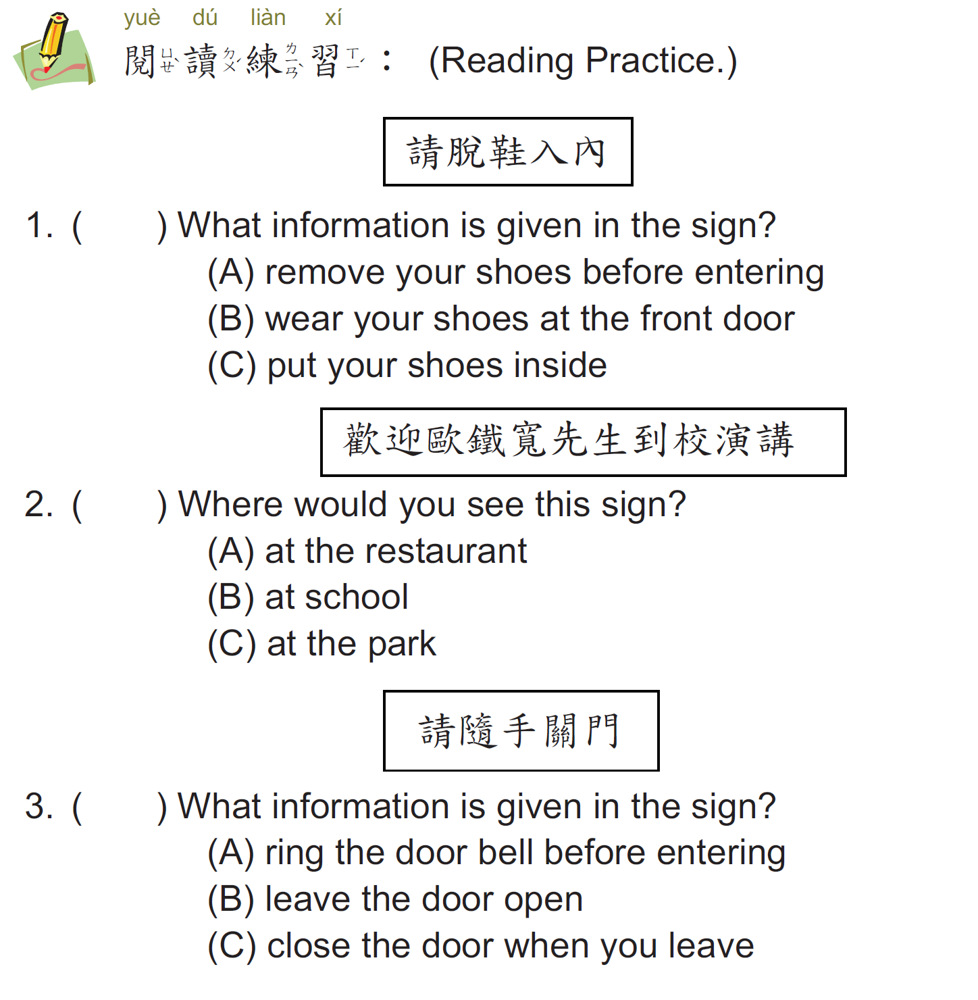 yuè dú liàn xí
閱ㄩㄝˋ讀ㄉㄨˊ練ㄌㄧㄢˋ習ㄒㄧˊ： (Reading Practice.)
請脫鞋入內
1. ( ) What information is given in the sign?
(A) remove your shoes before entering
(B) wear your shoes at the front door
(C) put your shoes inside
歡迎歐鐵寬先生到校演講
2. ( ) Where would you see this sign?
(A) at the restaurant
(B) at school
(C) at the park
請隨手關門
3. ( ) What information is given in the sign?
(A) ring the door bell before entering
(B) leave the door open
(C) close the door when you leave